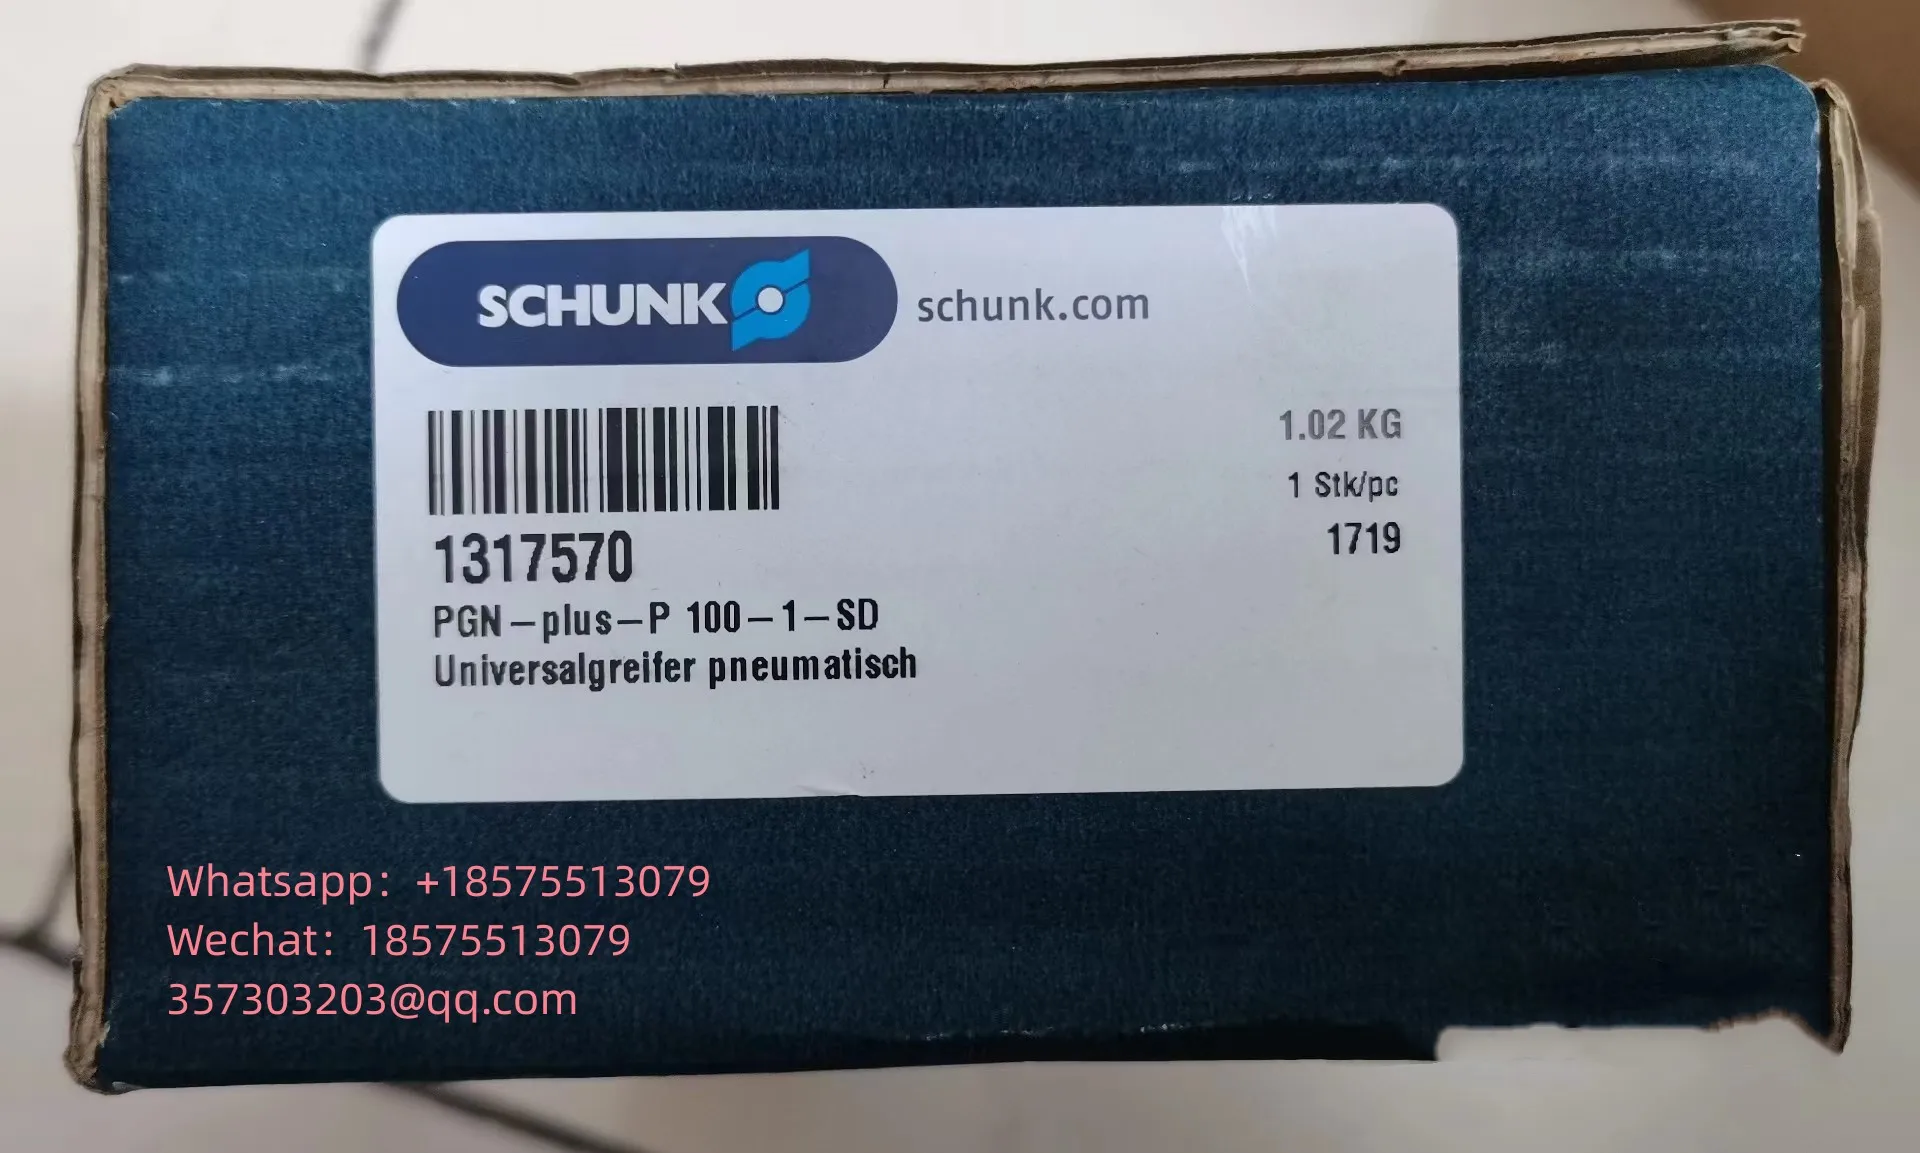 SCHUNK schunk.com
1.02 KG
1 Stk/pc
1317570
1719
PGN-plus-P 100-1-SD
Universalgreifer pneumatisch
Whatsapp: +18575513079
Wechat: 18575513079
357303203@qq.com